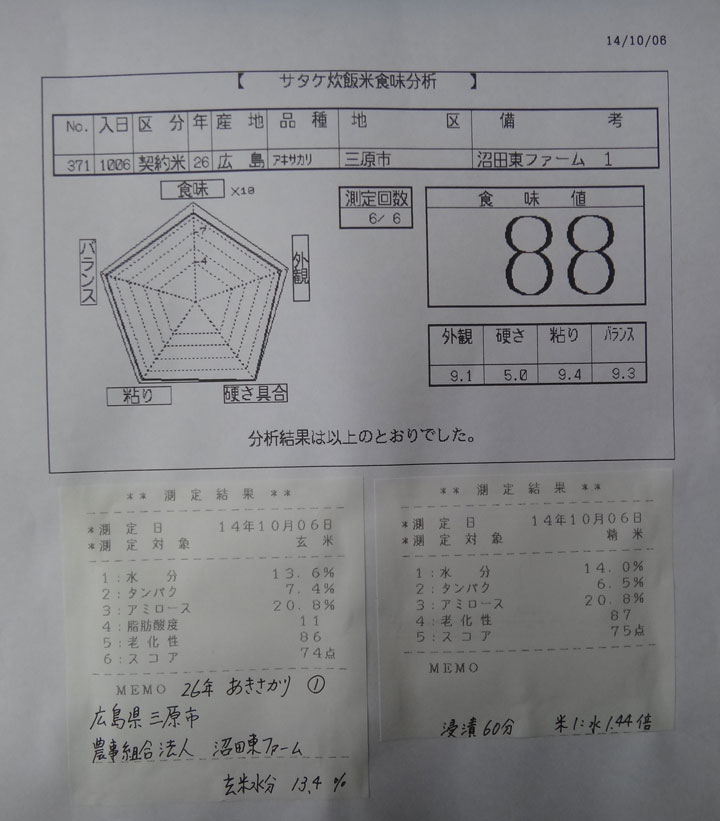 14/10/06
【 サタケ炊飯米食味分析 】
No. 入日 区分 年 産地 品種 地区 備考
371 1006 契約米 26 広島 アキサカリ 三原市 沼田東ファーム 1
食味 ×10
7
4
バランス
外観
粘り
硬さ具合
測定回数
6/ 6
食味値
88
外観 硬さ 粘り バランス
9.1 5.0 9.4 9.3
分析結果は以上のとおりでした。
** 測定結果 **
*測定日 14年10月06日
*測定対象 玄米
1:水分 13.6%
2:タンパク 7.4%
3:アミロース 20.8%
4:脂肪酸度 11
5:老化性 86
6:スコア 74点
MEMO 26年 あきさかり ①
広島県三原市
農事組合法人 沼田東ファーム
玄米水分 13.4 %
** 測定結果 **
*測定日 14年10月06日
*測定対象 精米
1:水分 14.0%
2:タンパク 6.5%
3:アミロース 20.8%
4:老化性 87
5:スコア 75点
MEMO
浸漬60分 米1:水1.44倍